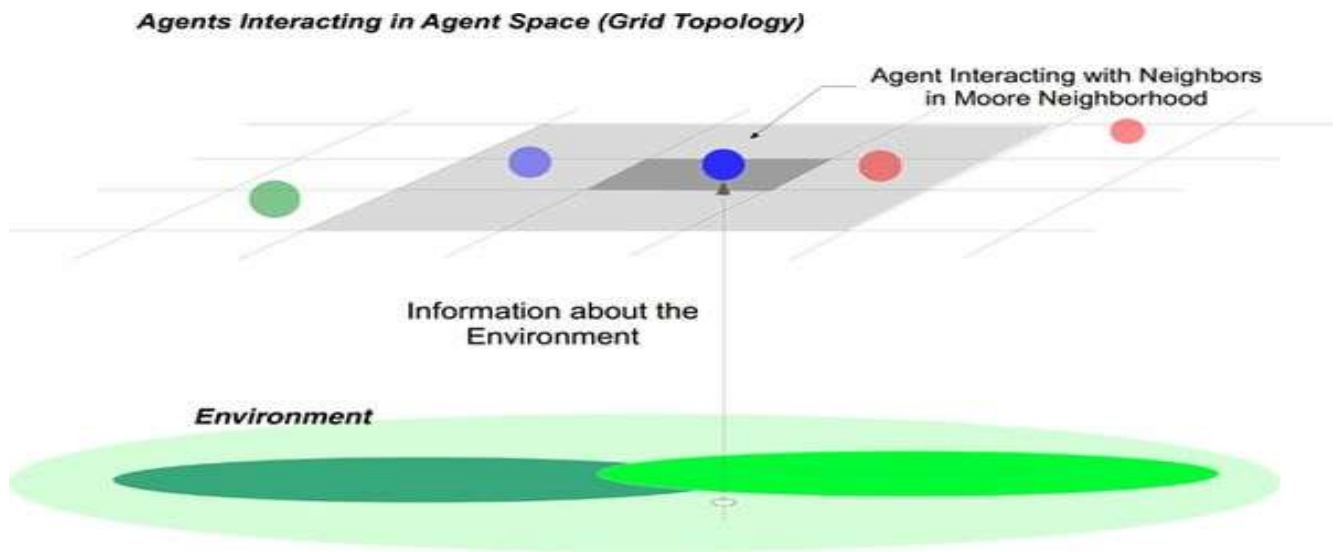 Agents Interacting in Agent Space (Grid Topology)
Agent Interacting with Neighbors
in Moore Neighborhood
Information about the
Environment
Environment